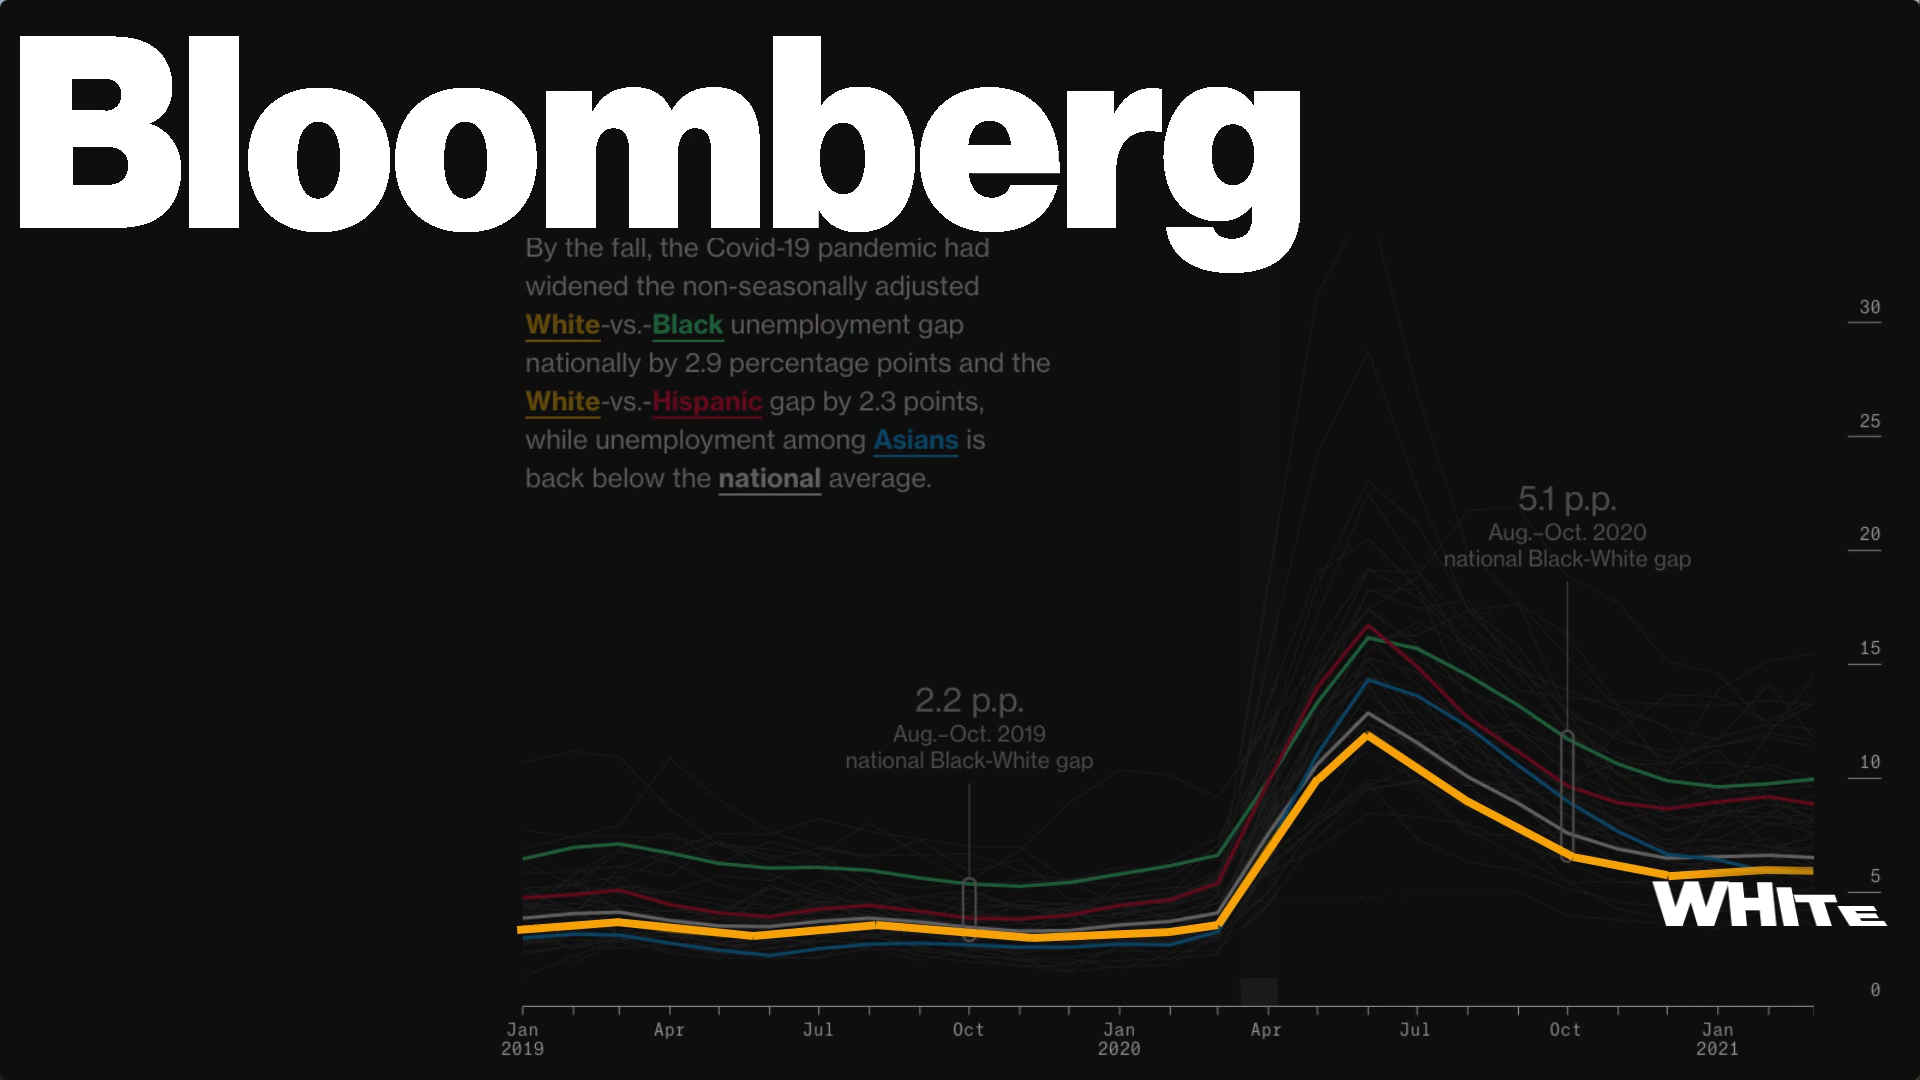 Bloomberg
By the fall, the Covid-19 pandemic had
widened the non-seasonally adjusted
White-vs.-Black unemployment gap
nationally by 2.9 percentage points and the
White-vs.-Hispanic gap by 2.3 points,
while unemployment among Asians is
back below the national average.
30
25
5.1 p.p.
Aug.–Oct. 2020
national Black-White gap
20
15
2.2 p.p.
Aug.–Oct. 2019
national Black-White gap
10
5
WHITE
0
Jan Apr Jul Oct Jan Apr Jul Oct Jan
2019 2020 2021